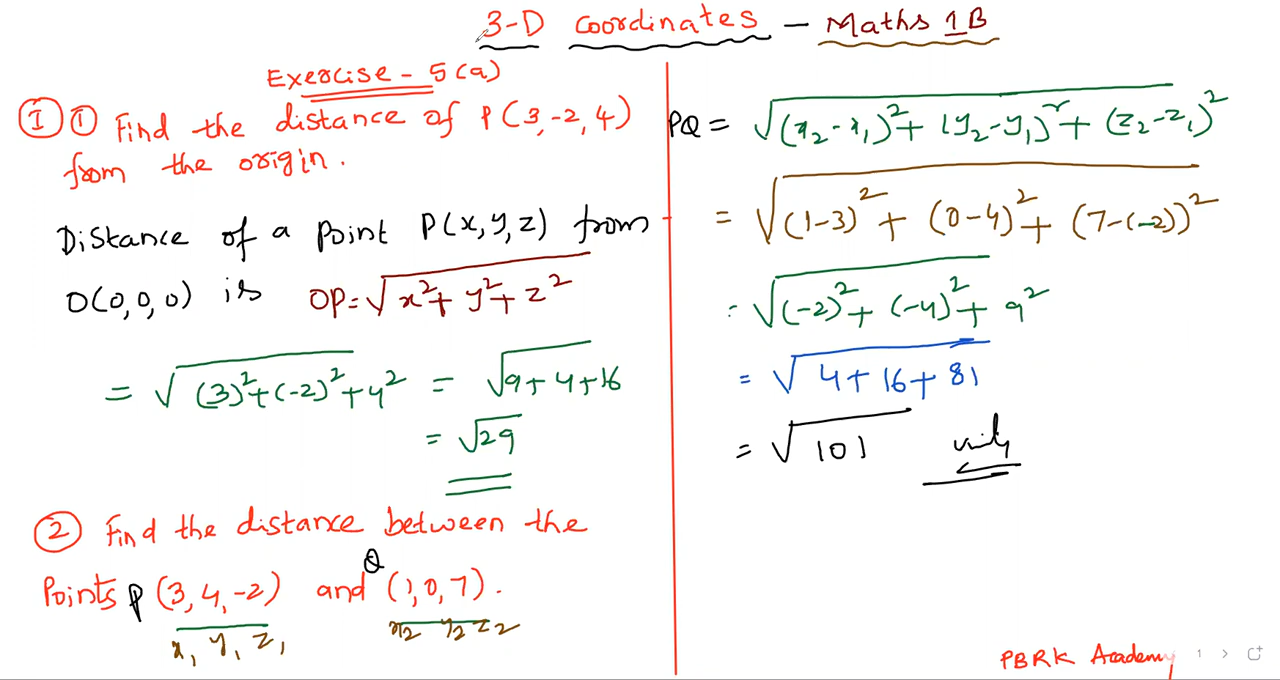 3-D coordinates - Maths 1B
Exercise - 5(a)
I ① Find the distance of P(3,-2,4)
from the origin.
Distance of a point P(x,y,z) from
O(0,0,0) is OP=√x²+y²+z²
= √(3)²+(-2)²+4² = √9+4+16
= √29
② Find the distance between the
Points P (3,4,-2) and Q (1,0,7).
x₁ y₁ z₁ x₂ y₂ z₂
PQ = √(x₂-x₁)²+(y₂-y₁)²+(z₂-z₁)²
= √(1-3)²+(0-4)²+(7-(-2))²
= √(-2)²+(-4)²+9²
= √4+16+81
= √101 units
PBRK Academy
1 >